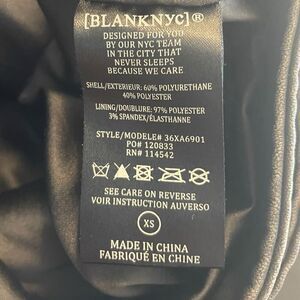 [BLANKNYC]®
DESIGNED FOR YOU
BY OUR NYC TEAM
IN THE CITY THAT
NEVER SLEEPS
BECAUSE WE CARE
SHELL/EXTERIEUR: 60% POLYURETHANE
40% POLYESTER
LINING/DOUBLURE: 97% POLYESTER
3% SPANDEX/ÉLASTHANNE
STYLE/MODELE# 36XA6901
PO# 120833
RN# 114542
SEE CARE ON REVERSE
VOIR INSTRUCTION AUVERSO
XS
MADE IN CHINA
FABRIQUÉ EN CHINE